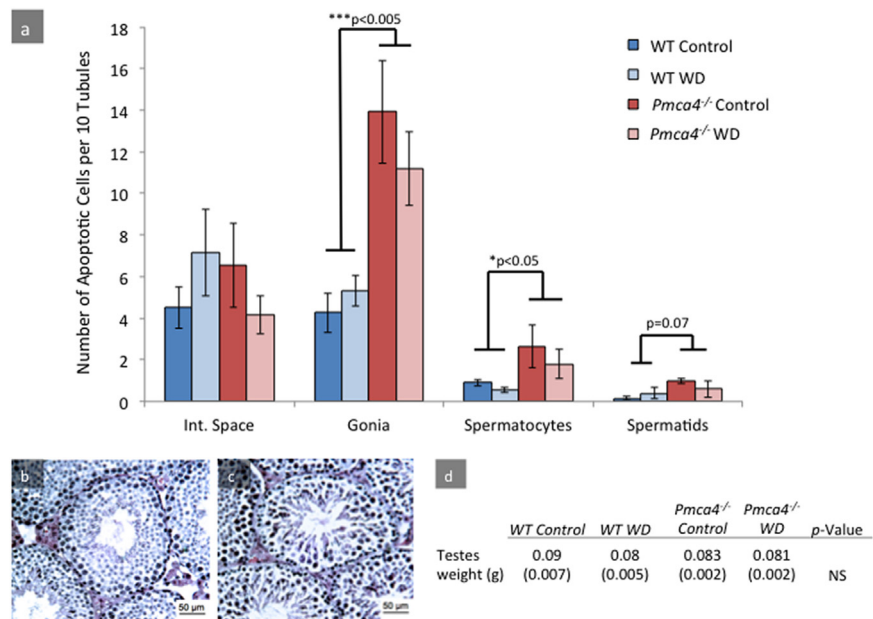 a
Number of Apoptotic Cells per 10 Tubules
18
16
14
12
10
8
6
4
2
0
***p<0.005
*p<0.05
p=0.07
WT Control
WT WD
Pmca4-/- Control
Pmca4-/- WD
Int. Space Gonia Spermatocytes Spermatids
b
50 µm
c
50 µm
d
Pmca4-/- Pmca4-/-
WT Control WT WD Control WD p-Value
Testes 0.09 0.08 0.083 0.081
weight (g) (0.007) (0.005) (0.002) (0.002) NS